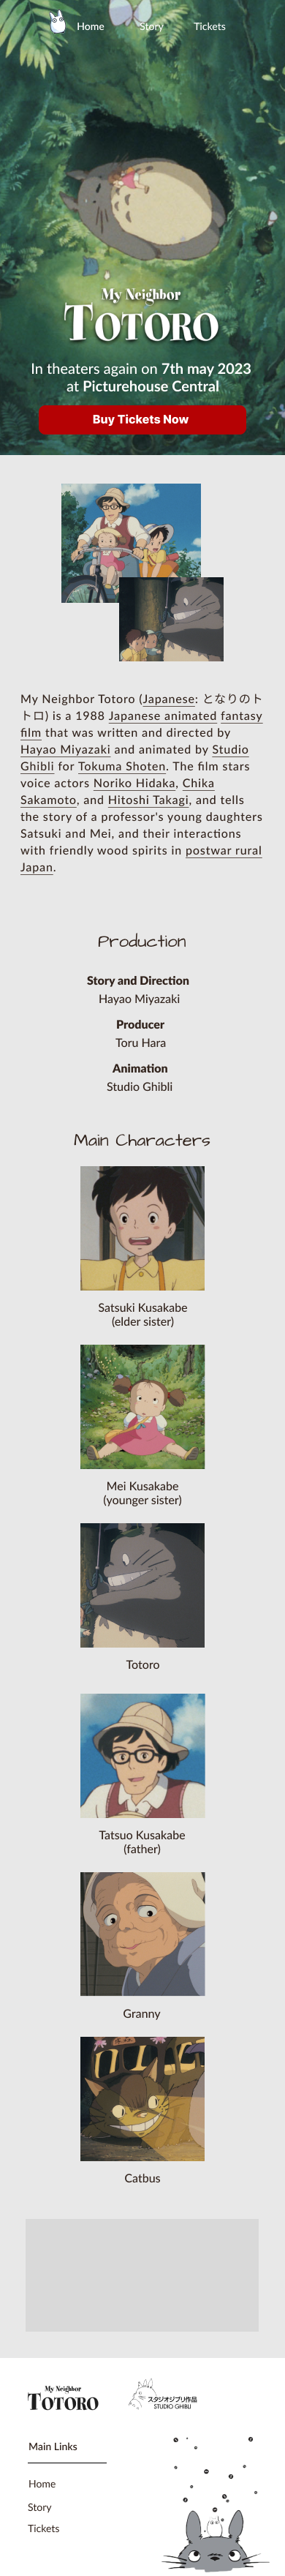 Home Story Tickets
My Neighbor
TOTORO
In theaters again on 7th may 2023
at Picturehouse Central
Buy Tickets Now
My Neighbor Totoro (Japanese: となりのト
トロ) is a 1988 Japanese animated fantasy
film that was written and directed by
Hayao Miyazaki and animated by Studio
Ghibli for Tokuma Shoten. The film stars
voice actors Noriko Hidaka, Chika
Sakamoto, and Hitoshi Takagi, and tells
the story of a professor's young daughters
Satsuki and Mei, and their interactions
with friendly wood spirits in postwar rural
Japan.
Production
Story and Direction
Hayao Miyazaki
Producer
Toru Hara
Animation
Studio Ghibli
Main Characters
Satsuki Kusakabe
(elder sister)
Mei Kusakabe
(younger sister)
Totoro
Tatsuo Kusakabe
(father)
Granny
Catbus
My Neighbor
TOTORO
スタジオジブリ作品
STUDIO GHIBLI
Main Links
Home
Story
Tickets